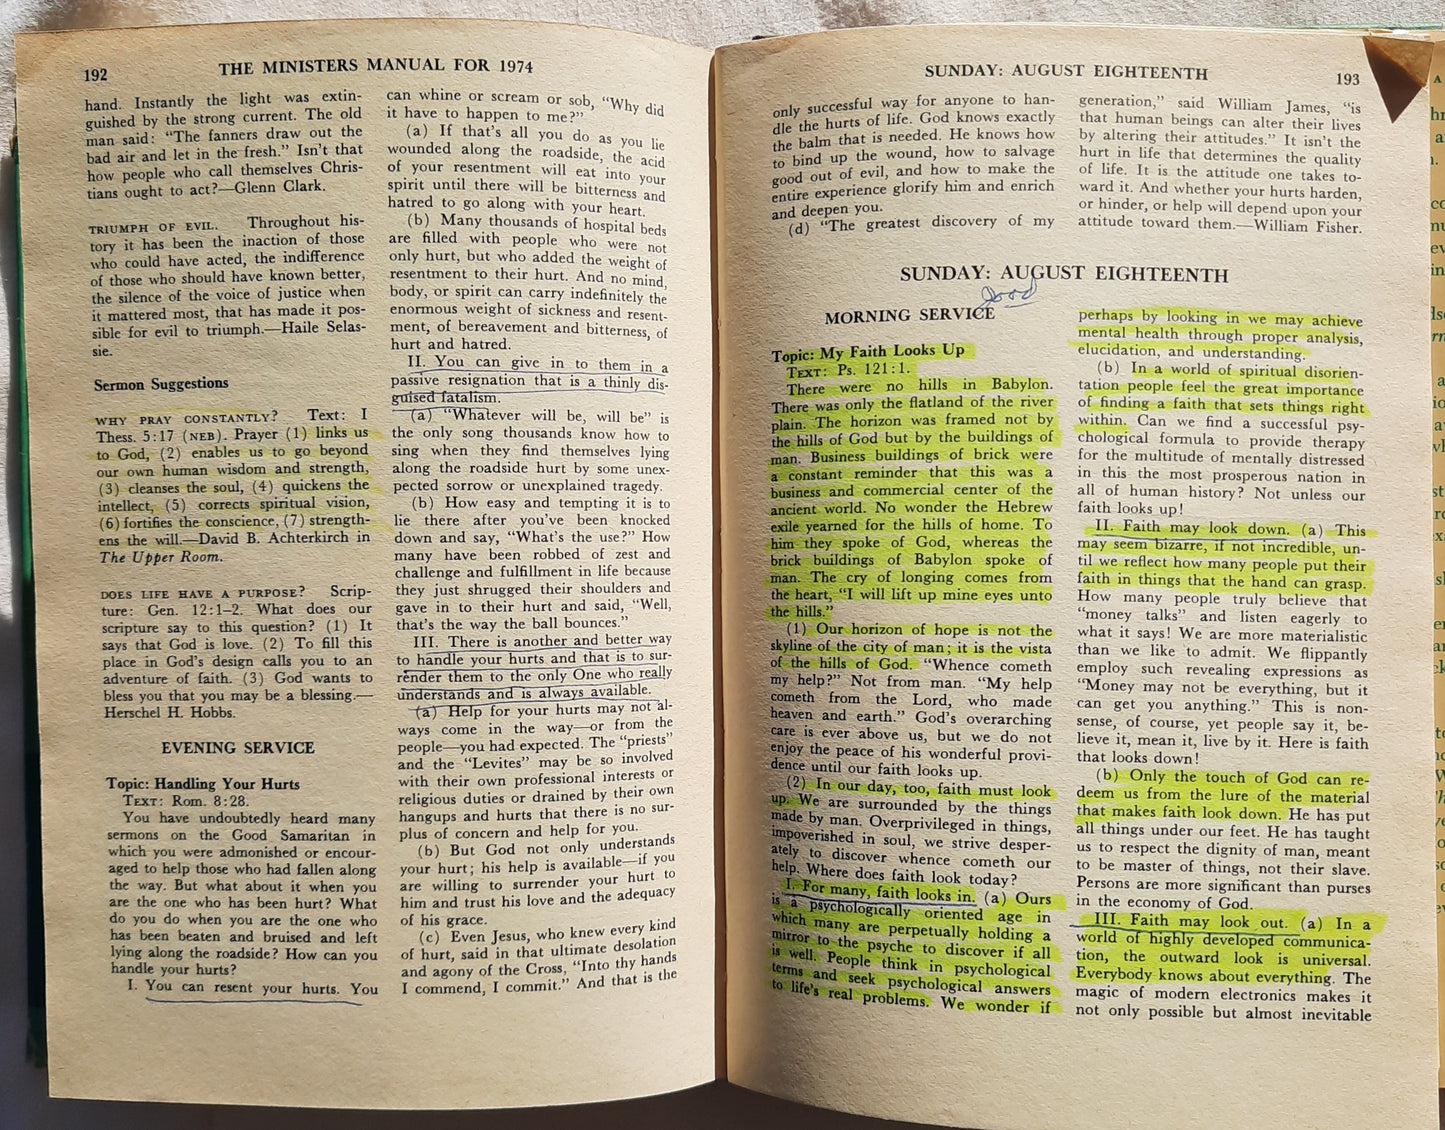 192
THE MINISTERS MANUAL FOR 1974
hand. Instantly the light was extin-
guished by the strong current. The old
man said: "The fanners draw out the
bad air and let in the fresh." Isn't that
how people who call themselves Chris-
tians ought to act?—Glenn Clark.
TRIUMPH OF EVIL. Throughout his-
tory it has been the inaction of those
who could have acted, the indifference
of those who should have known better,
the silence of the voice of justice when
it mattered most, that has made it pos-
sible for evil to triumph.—Haile Selas-
sie.
Sermon Suggestions
WHY PRAY CONSTANTLY? Text: I
Thess. 5:17 (NEB). Prayer (1) links us
to God, (2) enables us to go beyond
our own human wisdom and strength,
(3) cleanses the soul, (4) quickens the
intellect, (5) corrects spiritual vision,
(6) fortifies the conscience, (7) strength-
ens the will.—David B. Achterkirch in
The Upper Room.
DOES LIFE HAVE A PURPOSE? Scrip-
ture: Gen. 12:1-2. What does our
scripture say to this question? (1) It
says that God is love. (2) To fill this
place in God's design calls you to an
adventure of faith. (3) God wants to
bless you that you may be a blessing.—
Herschel H. Hobbs.
EVENING SERVICE
Topic: Handling Your Hurts
TEXT: Rom. 8:28.
You have undoubtedly heard many
sermons on the Good Samaritan in
which you were admonished or encour-
aged to help those who had fallen along
the way. But what about it when you
are the one who has been hurt? What
do you do when you are the one who
has been beaten and bruised and left
lying along the roadside? How can you
handle your hurts?
I. You can resent your hurts. You
can whine or scream or sob, "Why did
it have to happen to me?"
(a) If that's all you do as you lie
wounded along the roadside, the acid
of your resentment will eat into your
spirit until there will be bitterness and
hatred to go along with your heart.
(b) Many thousands of hospital beds
are filled with people who were not
only hurt, but who added the weight of
resentment to their hurt. And no mind,
body, or spirit can carry indefinitely the
enormous weight of sickness and resent-
ment, of bereavement and bitterness, of
hurt and hatred.
II. You can give in to them in a
passive resignation that is a thinly dis-
guised fatalism.
(a) "Whatever will be, will be" is
the only song thousands know how to
sing when they find themselves lying
along the roadside hurt by some unex-
pected sorrow or unexplained tragedy.
(b) How easy and tempting it is to
lie there after you've been knocked
down and say, "What's the use?" How
many have been robbed of zest and
challenge and fulfillment in life because
they just shrugged their shoulders and
gave in to their hurt and said, "Well,
that's the way the ball bounces."
III. There is another and better way
to handle your hurts and that is to sur-
render them to the only One who really
understands and is always available.
(a) Help for your hurts may not al-
ways come in the way—or from the
people—you had expected. The "priests"
and the "Levites" may be so involved
with their own professional interests or
religious duties or drained by their own
hangups and hurts that there is no sur-
plus of concern and help for you.
(b) But God not only understands
your hurt; his help is available—if you
are willing to surrender your hurt to
him and trust his love and the adequacy
of his grace.
(c) Even Jesus, who knew every kind
of hurt, said in that ultimate desolation
and agony of the Cross, "Into thy hands
I commend, I commit." And that is the
SUNDAY: AUGUST EIGHTEENTH
193
only successful way for anyone to han-
dle the hurts of life. God knows exactly
the balm that is needed. He knows how
to bind up the wound, how to salvage
good out of evil, and how to make the
entire experience glorify him and enrich
and deepen you.
(d) "The greatest discovery of my
generation," said William James, "is
that human beings can alter their lives
by altering their attitudes." It isn't the
hurt in life that determines the quality
of life. It is the attitude one takes to-
ward it. And whether your hurts harden,
or hinder, or help will depend upon your
attitude toward them.—William Fisher.
SUNDAY: AUGUST EIGHTEENTH
good
MORNING SERVICE
Topic: My Faith Looks Up
TEXT: Ps. 121:1.
There were no hills in Babylon.
There was only the flatland of the river
plain. The horizon was framed not by
the hills of God but by the buildings of
man. Business buildings of brick were
a constant reminder that this was a
business and commercial center of the
ancient world. No wonder the Hebrew
exile yearned for the hills of home. To
him they spoke of God, whereas the
brick buildings of Babylon spoke of
man. The cry of longing comes from
the heart, "I will lift up mine eyes unto
the hills."
(1) Our horizon of hope is not the
skyline of the city of man; it is the vista
of the hills of God. "Whence cometh
my help?" Not from man. "My help
cometh from the Lord, who made
heaven and earth." God's overarching
care is ever above us, but we do not
enjoy the peace of his wonderful provi-
dence until our faith looks up.
(2) In our day, too, faith must look
up. We are surrounded by the things
made by man. Overprivileged in things,
impoverished in soul, we strive desper-
ately to discover whence cometh our
help. Where does faith look today?
I. For many, faith looks in. (a) Ours
is a psychologically oriented age in
which many are perpetually holding a
mirror to the psyche to discover if all
is well. People think in psychological
terms and seek psychological answers
to life's real problems. We wonder if
perhaps by looking in we may achieve
mental health through proper analysis,
elucidation, and understanding.
(b) In a world of spiritual disorien-
tation people feel the great importance
of finding a faith that sets things right
within. Can we find a successful psy-
chological formula to provide therapy
for the multitude of mentally distressed
in this the most prosperous nation in
all of human history? Not unless our
faith looks up!
II. Faith may look down. (a) This
may seem bizarre, if not incredible, un-
til we reflect how many people put their
faith in things that the hand can grasp.
How many people truly believe that
"money talks" and listen eagerly to
what it says! We are more materialistic
than we like to admit. We flippantly
employ such revealing expressions as
"Money may not be everything, but it
can get you anything." This is non-
sense, of course, yet people say it, be-
lieve it, mean it, live by it. Here is faith
that looks down!
(b) Only the touch of God can re-
deem us from the lure of the material
that makes faith look down. He has put
all things under our feet. He has taught
us to respect the dignity of man, meant
to be master of things, not their slave.
Persons are more significant than purses
in the economy of God.
III. Faith may look out. (a) In a
world of highly developed communica-
tion, the outward look is universal.
Everybody knows about everything. The
magic of modern electronics makes it
not only possible but almost inevitable